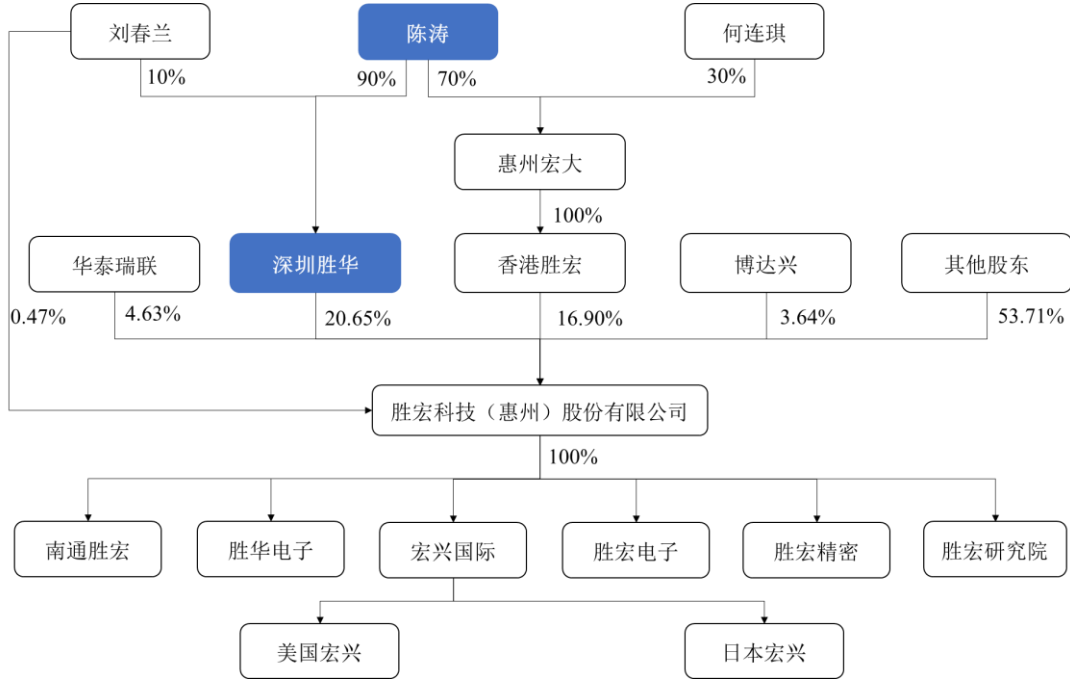 刘春兰
陈涛
何连琪
10%
90%
70%
30%
惠州宏大
100%
华泰瑞联
深圳胜华
香港胜宏
博达兴
其他股东
0.47%
4.63%
20.65%
16.90%
3.64%
53.71%
胜宏科技（惠州）股份有限公司
100%
南通胜宏
胜华电子
宏兴国际
胜宏电子
胜宏精密
胜宏研究院
美国宏兴
日本宏兴